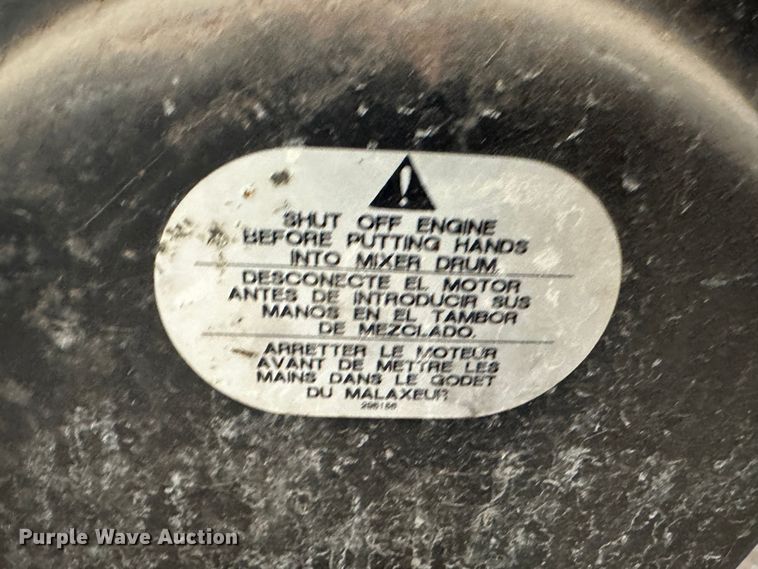 SHUT OFF ENGINE
BEFORE PUTTING HANDS
INTO MIXER DRUM
DESCONECTE EL MOTOR
ANTES DE INTRODUCIR SUS
MANOS EN EL TAMBOR
DE MEZCLADO.
ARRETTER LE MOTEUR
AVANT DE METTRE LES
MAINS DANS LE GODET
DU MALAXEUR
Purple Wave Auction®